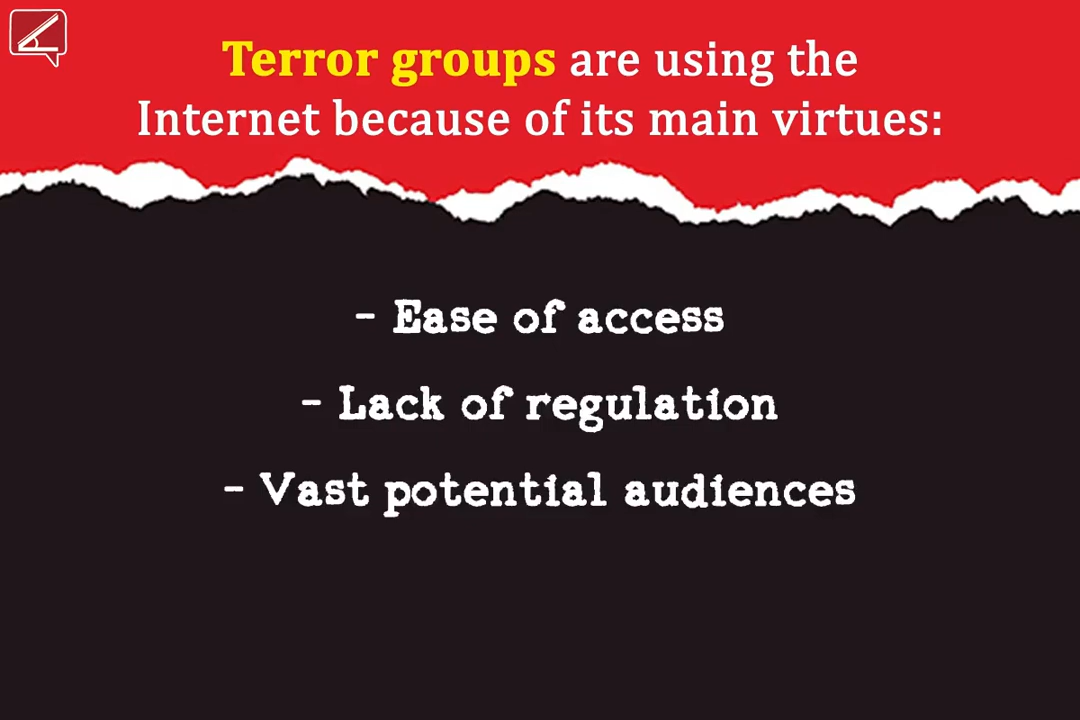 Terror groups are using the
Internet because of its main virtues:
- Ease of access
- Lack of regulation
- Vast potential audiences